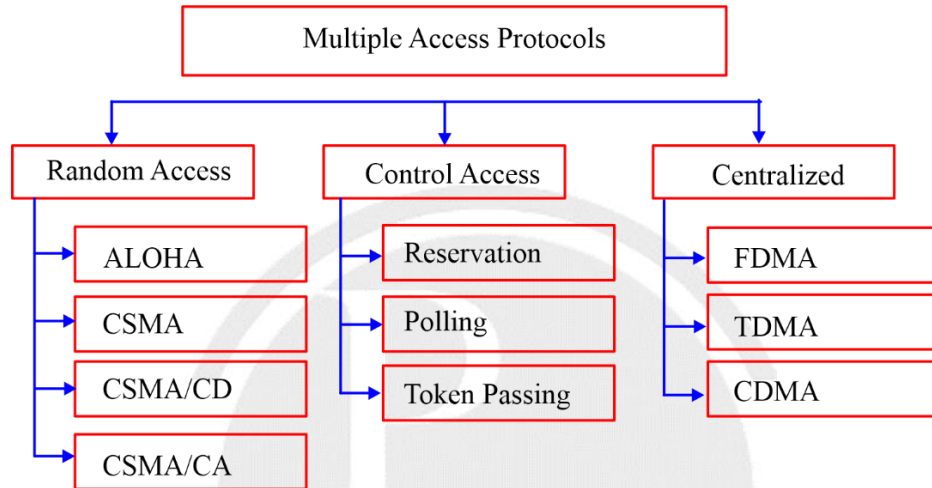 Multiple Access Protocols
Random Access
Control Access
Centralized
ALOHA
CSMA
CSMA/CD
CSMA/CA
Reservation
Polling
Token Passing
FDMA
TDMA
CDMA